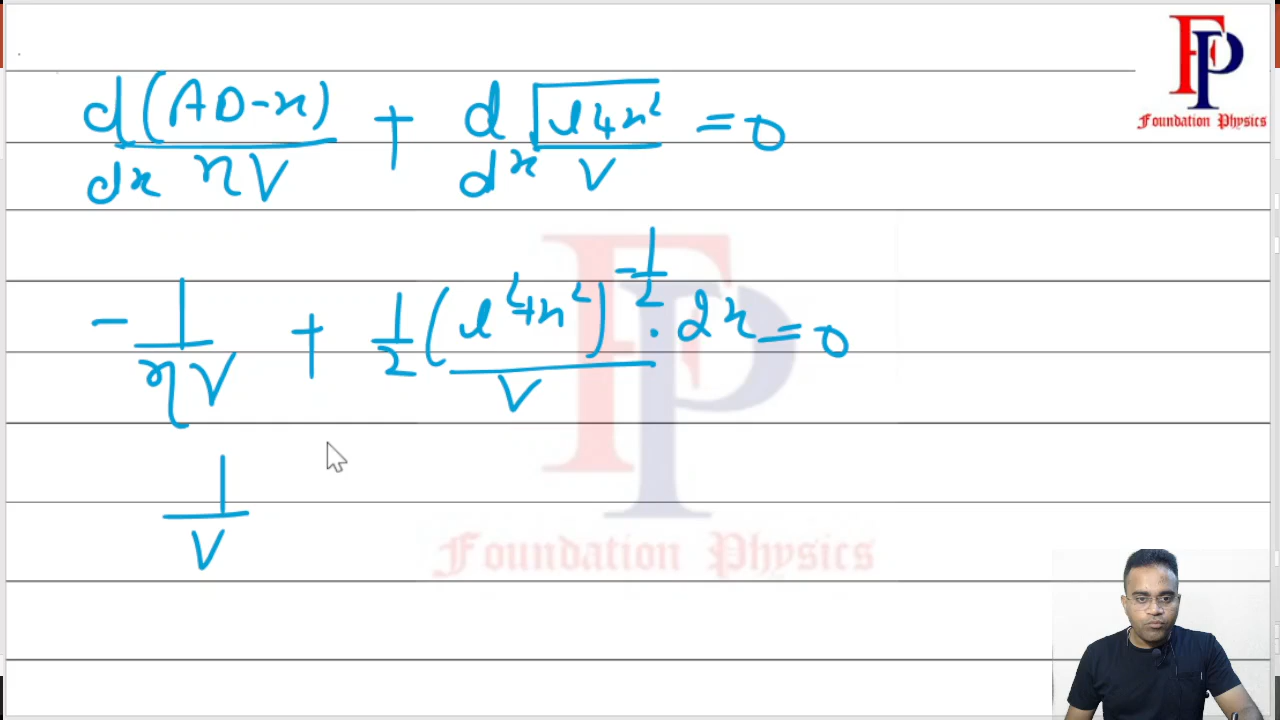 FP
Foundation Physics
d(AD-x)/dx ηV + d/dx √l²+x²/V = 0
- 1/ηV + 1/2 (l²+x²)^-1/2 . 2x/V = 0
1/V
Foundation Physics